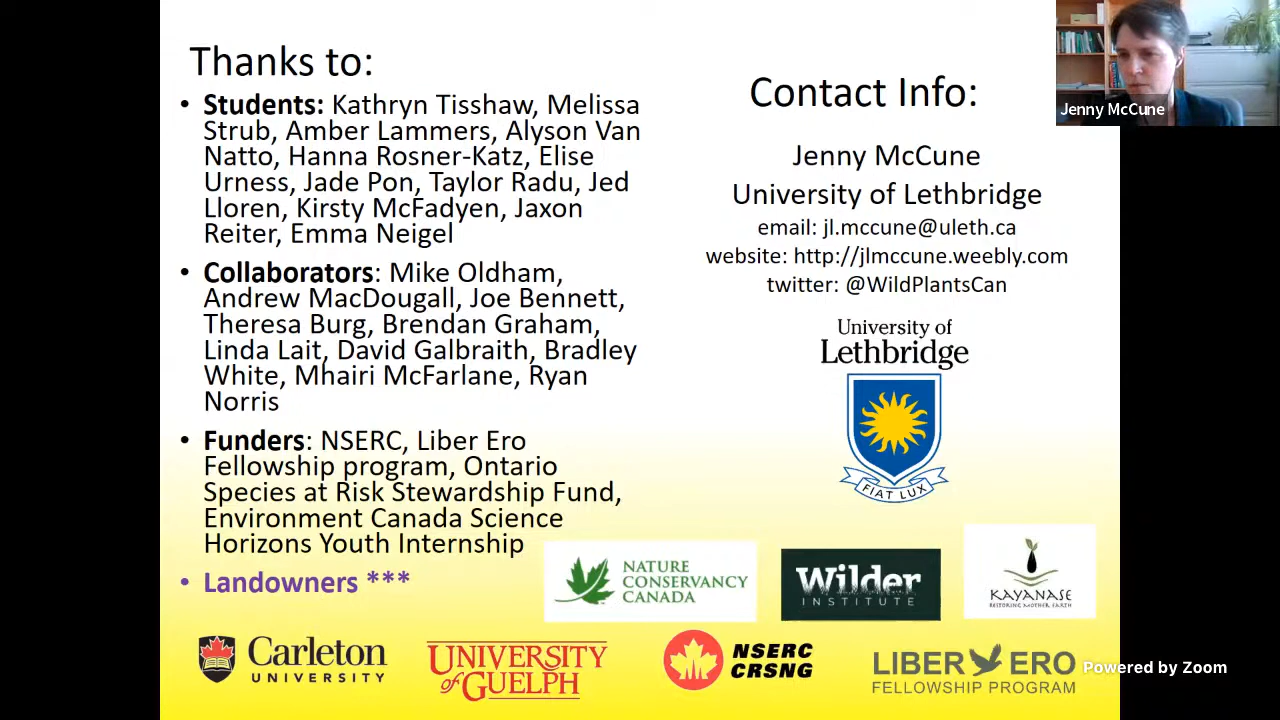 Thanks to:
• Students: Kathryn Tisshaw, Melissa
Strub, Amber Lammers, Alyson Van
Natto, Hanna Rosner-Katz, Elise
Urness, Jade Pon, Taylor Radu, Jed
Lloren, Kirsty McFadyen, Jaxon
Reiter, Emma Neigel
• Collaborators: Mike Oldham,
Andrew MacDougall, Joe Bennett,
Theresa Burg, Brendan Graham,
Linda Lait, David Galbraith, Bradley
White, Mhairi McFarlane, Ryan
Norris
• Funders: NSERC, Liber Ero
Fellowship program, Ontario
Species at Risk Stewardship Fund,
Environment Canada Science
Horizons Youth Internship
• Landowners ***
Contact Info:
Jenny McCune
University of Lethbridge
email: jl.mccune@uleth.ca
website: http://jlmccune.weebly.com
twitter: @WildPlantsCan
University of
Lethbridge
FIAT LUX
NATURE
CONSERVANCY
CANADA
Wilder
INSTITUTE
KAYANASE
RESTORING MOTHER EARTH
Carleton
UNIVERSITY
UNIVERSITY
of GUELPH
NSERC
CRSNG
LIBER ERO
FELLOWSHIP PROGRAM
Jenny McCune
Powered by Zoom